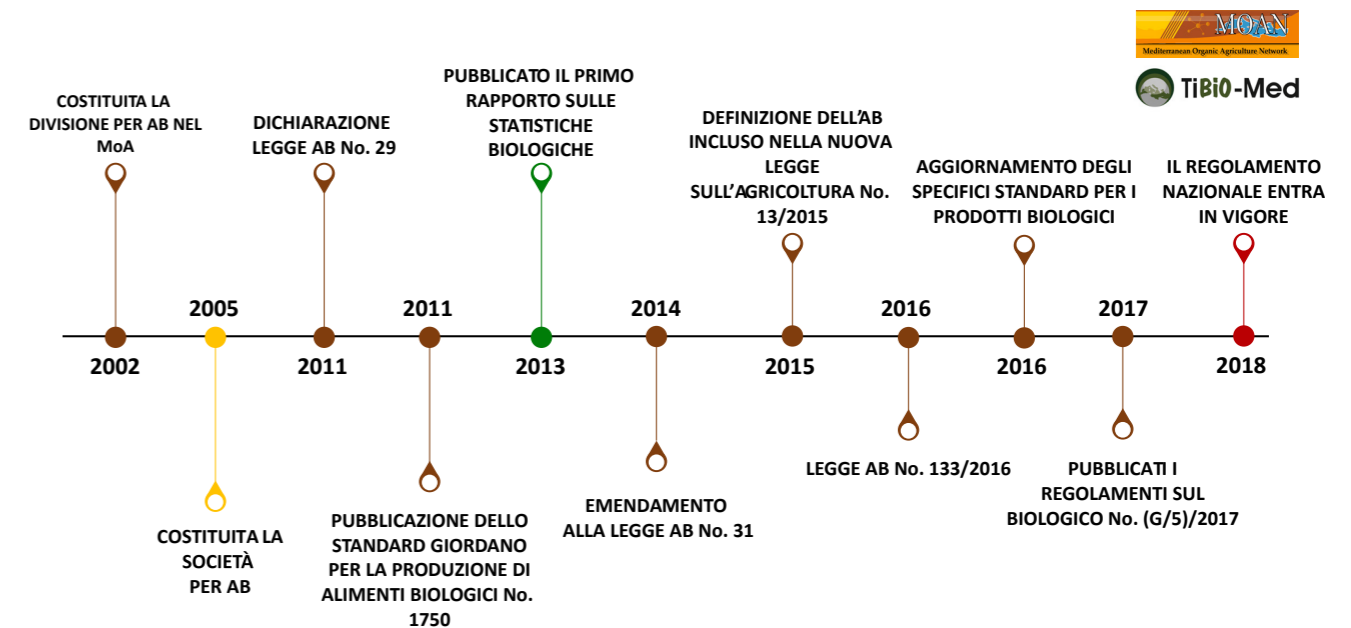 MOAN
Mediterranean Organic Agriculture Network
TiBiO-Med
COSTITUITA LA
DIVISIONE PER AB NEL
MoA
DICHIARAZIONE
LEGGE AB No. 29
PUBBLICATO IL PRIMO
RAPPORTO SULLE
STATISTICHE
BIOLOGICHE
DEFINIZIONE DELL'AB
INCLUSO NELLA NUOVA
LEGGE
SULL'AGRICOLTURA No.
13/2015
AGGIORNAMENTO DEGLI
SPECIFICI STANDARD PER I
PRODOTTI BIOLOGICI
IL REGOLAMENTO
NAZIONALE ENTRA
IN VIGORE
2005
2011
2014
2016
2017
2002
2011
2013
2015
2016
2018
COSTITUITA LA
SOCIETÀ
PER AB
PUBBLICAZIONE DELLO
STANDARD GIORDANO
PER LA PRODUZIONE DI
ALIMENTI BIOLOGICI No.
1750
EMENDAMENTO
ALLA LEGGE AB No. 31
LEGGE AB No. 133/2016
PUBBLICATI I
REGOLAMENTI SUL
BIOLOGICO No. (G/5)/2017